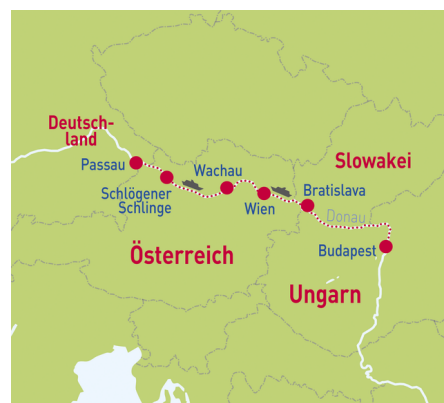 Deutsch-
land
Passau
Schlögener
Schlinge
Wachau
Wien
Slowakei
Bratislava
Donau
Budapest
Österreich
Ungarn